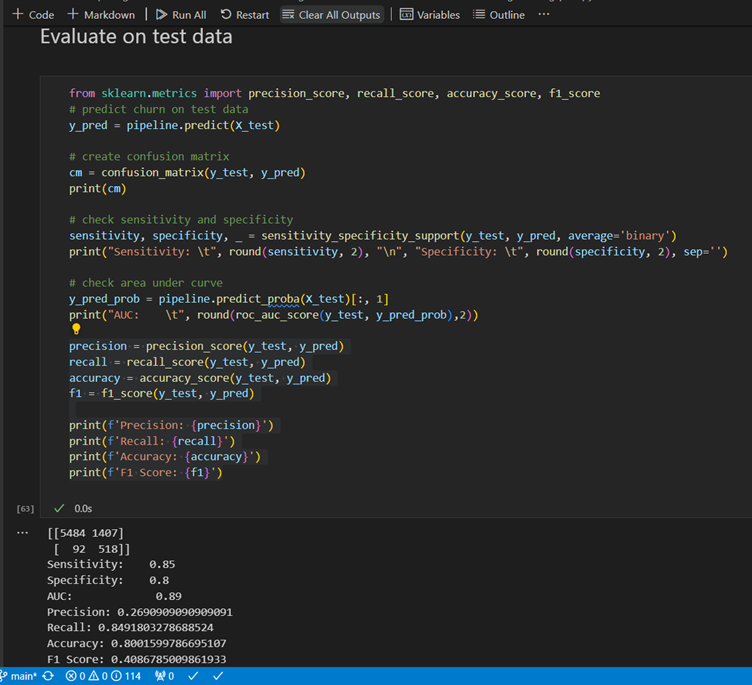 Code Markdown Run All Restart Clear All Outputs Variables Outline ...
Evaluate on test data
from sklearn.metrics import precision_score, recall_score, accuracy_score, f1_score
# predict churn on test data
y_pred = pipeline.predict(X_test)
# create confusion matrix
cm = confusion_matrix(y_test, y_pred)
print(cm)
# check sensitivity and specificity
sensitivity, specificity, _ = sensitivity_specificity_support(y_test, y_pred, average='binary')
print("Sensitivity: \t", round(sensitivity, 2), "\n", "Specificity: \t", round(specificity, 2), sep='')
# check area under curve
y_pred_prob = pipeline.predict_proba(X_test)[:, 1]
print("AUC:    \t", round(roc_auc_score(y_test, y_pred_prob),2))
precision = precision_score(y_test, y_pred)
recall = recall_score(y_test, y_pred)
accuracy = accuracy_score(y_test, y_pred)
f1 = f1_score(y_test, y_pred)
print(f'Precision: {precision}')
print(f'Recall: {recall}')
print(f'Accuracy: {accuracy}')
print(f'F1 Score: {f1}')
[63] 0.0s
... [[5484 1407]
[  92  518]]
Sensitivity:    0.85
Specificity:    0.8
AUC:            0.89
Precision: 0.2690909090909091
Recall: 0.8491803278688524
Accuracy: 0.8001599786695107
F1 Score: 0.4086785009861933
main* 0 0 114 0